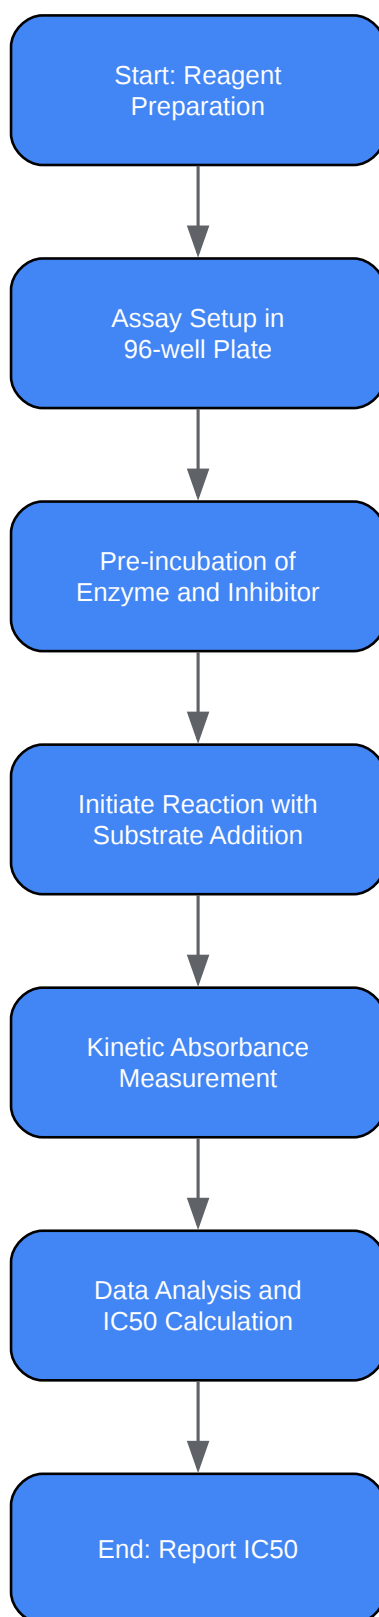 Start: Reagent
Preparation
Assay Setup in
96-well Plate
Pre-incubation of
Enzyme and Inhibitor
Initiate Reaction with
Substrate Addition
Kinetic Absorbance
Measurement
Data Analysis and
IC50 Calculation
End: Report IC50